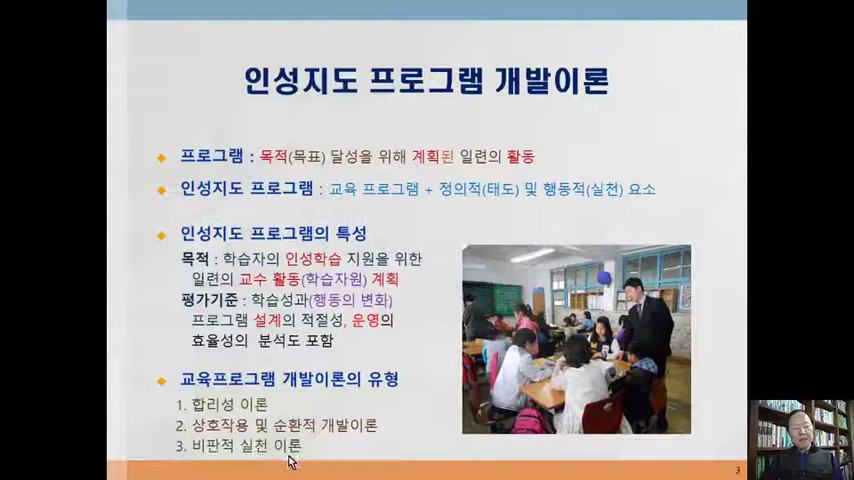 인성지도 프로그램 개발이론
프로그램 : 목적(목표) 달성을 위해 계획된 일련의 활동
인성지도 프로그램 : 교육 프로그램 + 정의적(태도) 및 행동적(실천) 요소
인성지도 프로그램의 특성
목적 : 학습자의 인성학습 지원을 위한
일련의 교수 활동(학습자원) 계획
평가기준 : 학습성과(행동의 변화)
프로그램 설계의 적절성, 운영의
효율성의 분석도 포함
교육프로그램 개발이론의 유형
1. 합리성 이론
2. 상호작용 및 순환적 개발이론
3. 비판적 실천 이론
3